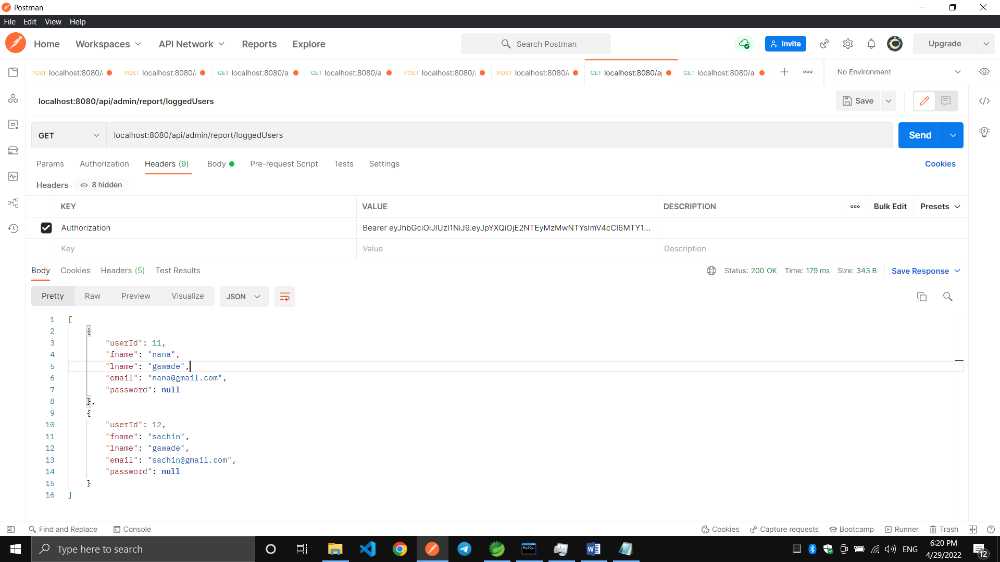 Postman
File Edit View Help
Home Workspaces API Network Reports Explore Search Postman Invite Upgrade
POST localhost:8080/a POST localhost:8080/a GET localhost:8080/ap GET localhost:8080/ap POST localhost:8080/a POST localhost:8080/a GET localhost:8080/ap GET localhost:8080/ap No Environment
localhost:8080/api/admin/report/loggedUsers Save
GET localhost:8080/api/admin/report/loggedUsers Send
Params Authorization Headers (9) Body Pre-request Script Tests Settings Cookies
Headers 8 hidden
KEY VALUE DESCRIPTION Bulk Edit Presets
Authorization Bearer eyJhbGciOiJIUzI1NiJ9.eyJpYXQiOjE2NTEyMzMwNTYsImV4cCI6MTY1...
Key Value Description
Body Cookies Headers (5) Test Results Status: 200 OK Time: 179 ms Size: 343 B Save Response
Pretty Raw Preview Visualize JSON
1 [
2 {
3 "userId": 11,
4 "fname": "nana",
5 "lname": "gawade",
6 "email": "nana@gmail.com",
7 "password": null
8 },
9 {
10 "userId": 12,
11 "fname": "sachin",
12 "lname": "gawade",
13 "email": "sachin@gmail.com",
14 "password": null
15 }
16 ]
Find and Replace Console Cookies Capture requests Bootcamp Runner Trash
Type here to search MySQL ENG 6:20 PM
4/29/2022 12